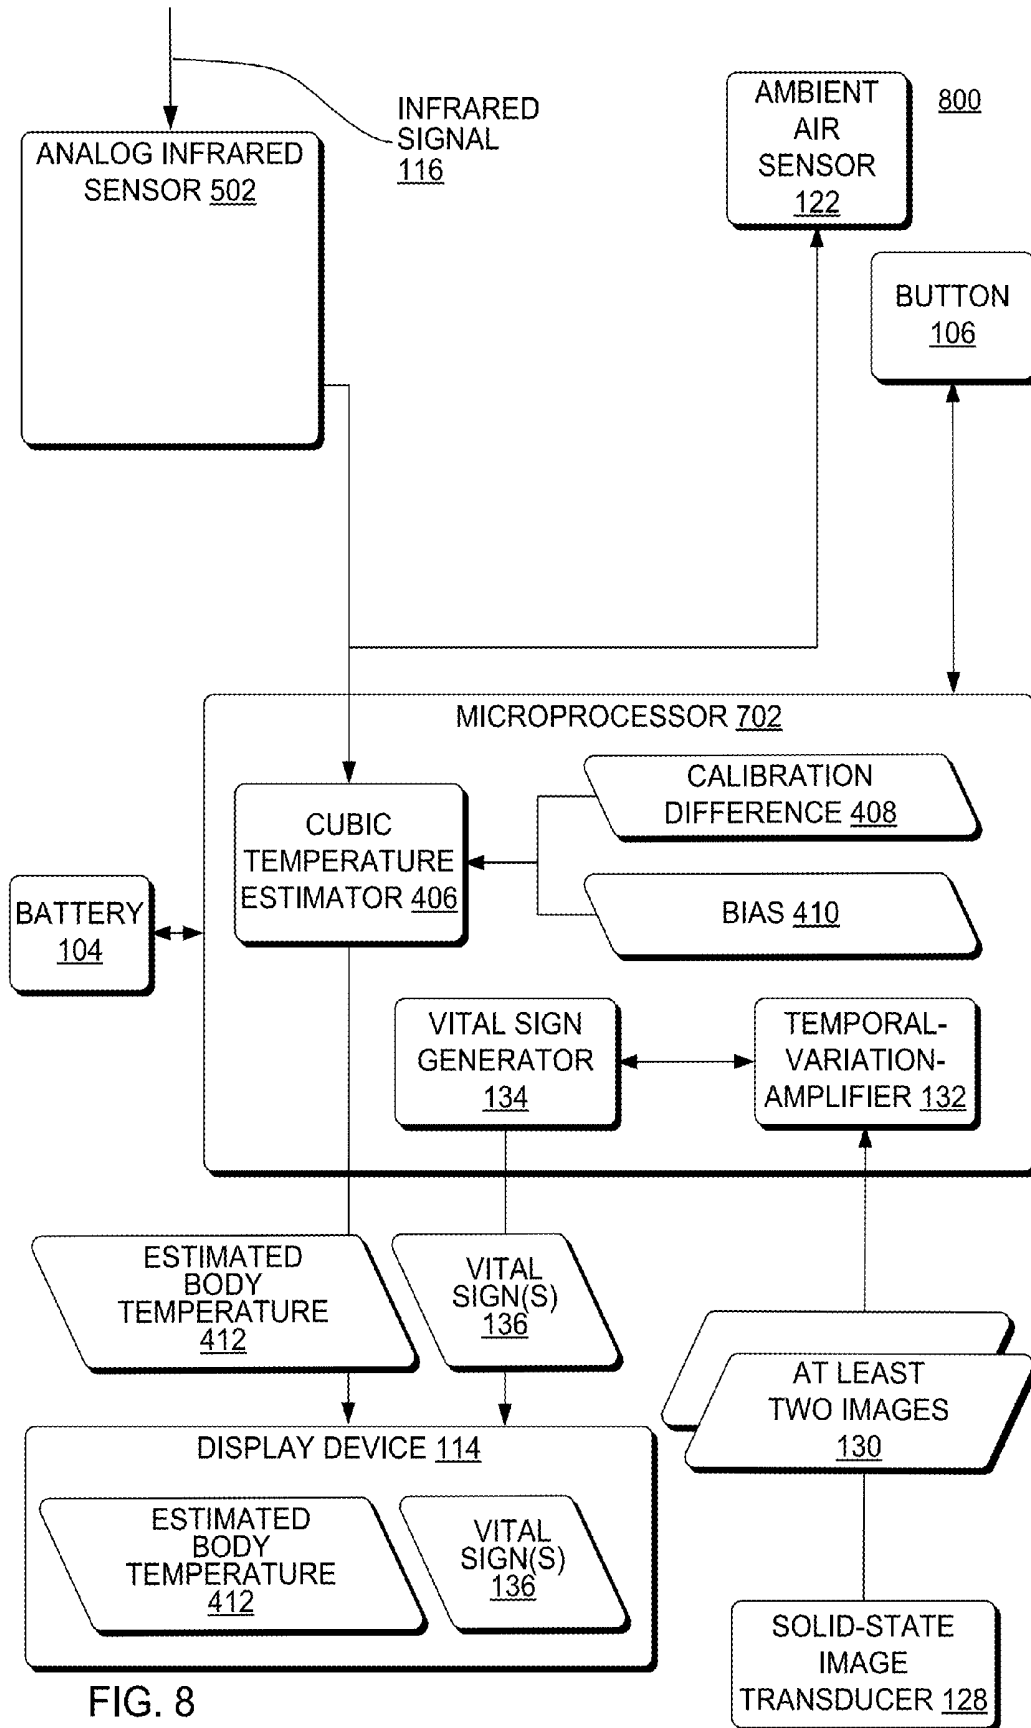 INFRARED
SIGNAL
116
AMBIENT
AIR
SENSOR
122
800
ANALOG INFRARED
SENSOR 502
BUTTON
106
MICROPROCESSOR 702
CALIBRATION
DIFFERENCE 408
CUBIC
TEMPERATURE
ESTIMATOR 406
BIAS 410
BATTERY
104
VITAL SIGN
GENERATOR
134
TEMPORAL-
VARIATION-
AMPLIFIER 132
ESTIMATED
BODY
TEMPERATURE
412
VITAL
SIGN(S)
136
AT LEAST
TWO IMAGES
130
DISPLAY DEVICE 114
ESTIMATED
BODY
TEMPERATURE
412
VITAL
SIGN(S)
136
SOLID-STATE
IMAGE
TRANSDUCER 128
FIG. 8